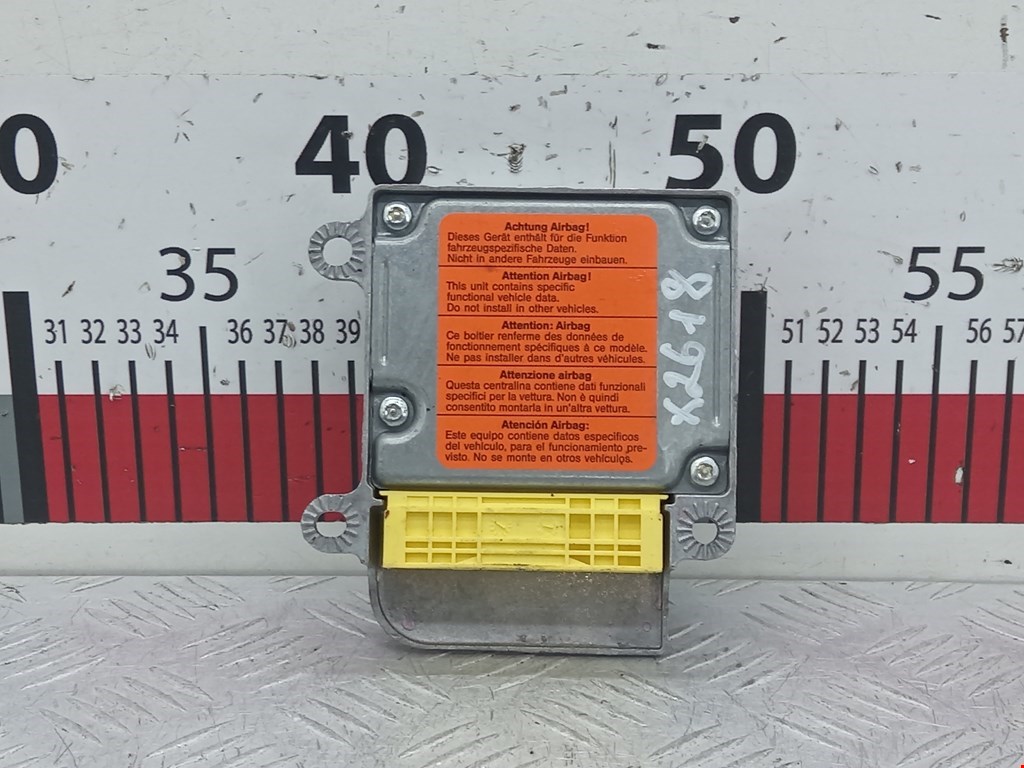 0 40 50
35 55
31 32 33 34 36 37 38 39 51 52 53 54 56 57
Achtung Airbag!
Dieses Gerät enthält für die Funktion
fahrzeugspezifische Daten.
Nicht in andere Fahrzeuge einbauen.
Attention Airbag!
This unit contains specific
functional vehicle data.
Do not install in other vehicles.
Attention: Airbag
Ce boîtier renferme des données de
fonctionnement spécifiques à ce modèle.
Ne pas installer dans d'autres véhicules.
Attenzione airbag
Questa centralina contiene dati funzionali
specifici per la vettura. Non è quindi
consentito montarla in un'altra vettura.
Atención Airbag:
Este equipo contiene datos especificos
del vehículo, para el funcionamiento pre-
visto. No se monte en otros vehículos.
x2618